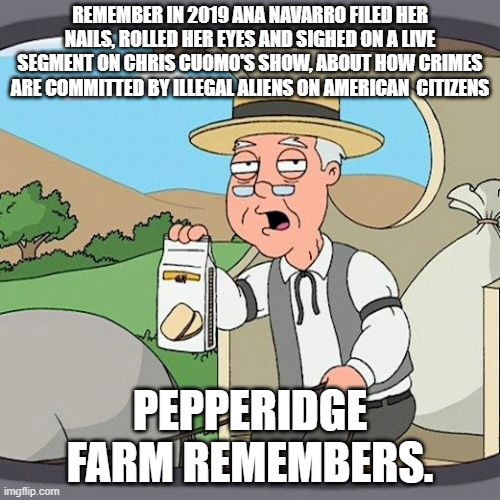 REMEMBER IN 2019 ANA NAVARRO FILED HER
NAILS, ROLLED HER EYES AND SIGHED ON A LIVE
SEGMENT ON CHRIS CUOMO'S SHOW, ABOUT HOW CRIMES
ARE COMMITTED BY ILLEGAL ALIENS ON AMERICAN CITIZENS
PEPPERIDGE
FARM REMEMBERS.
imgflip.com